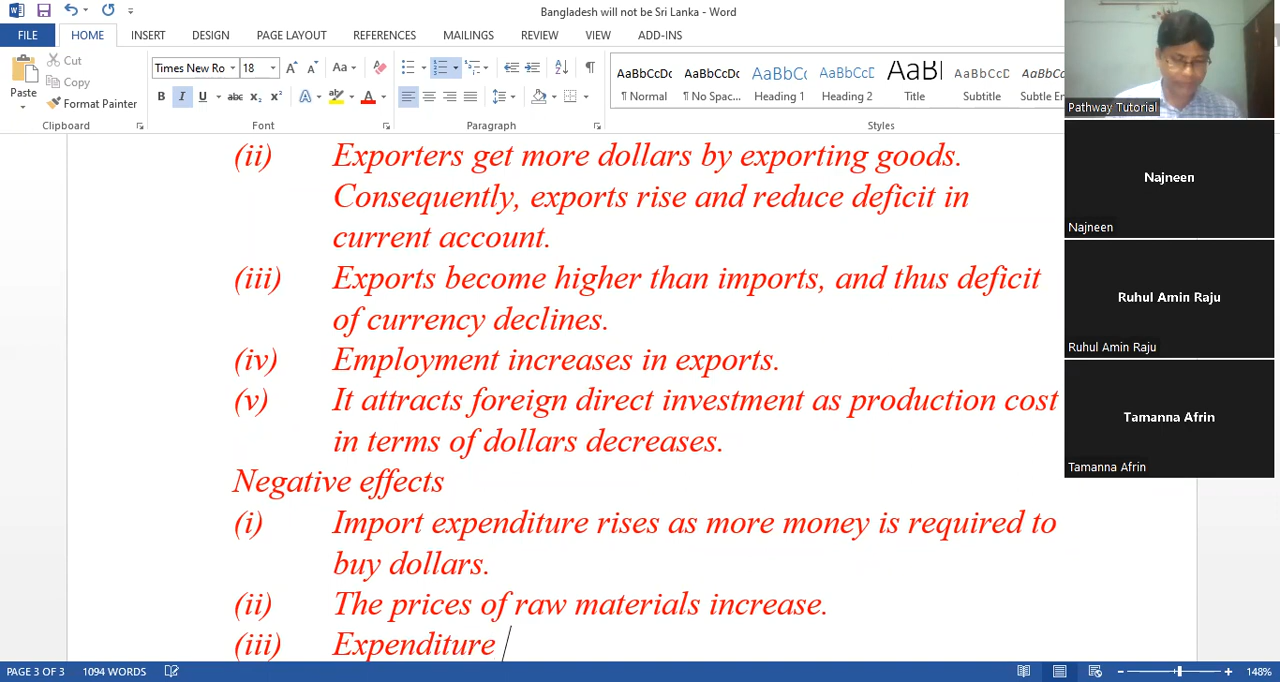 Bangladesh will not be Sri Lanka - Word
FILE HOME INSERT DESIGN PAGE LAYOUT REFERENCES MAILINGS REVIEW VIEW ADD-INS
Cut
Copy
Paste
Format Painter
Clipboard
Times New Ro 18
Font
Paragraph
AaBbCcDc AaBbCcDc AaBbCc AaBbCcC AaBl AaBbCcC AaBbCc
¶ Normal ¶ No Spac... Heading 1 Heading 2 Title Subtitle Subtle Em
Styles
Pathway Tutorial
Najneen
Najneen
Ruhul Amin Raju
Ruhul Amin Raju
Tamanna Afrin
Tamanna Afrin
(ii) Exporters get more dollars by exporting goods.
Consequently, exports rise and reduce deficit in
current account.
(iii) Exports become higher than imports, and thus deficit
of currency declines.
(iv) Employment increases in exports.
(v) It attracts foreign direct investment as production cost
in terms of dollars decreases.
Negative effects
(i) Import expenditure rises as more money is required to
buy dollars.
(ii) The prices of raw materials increase.
(iii) Expenditure
PAGE 3 OF 3 1094 WORDS 148%